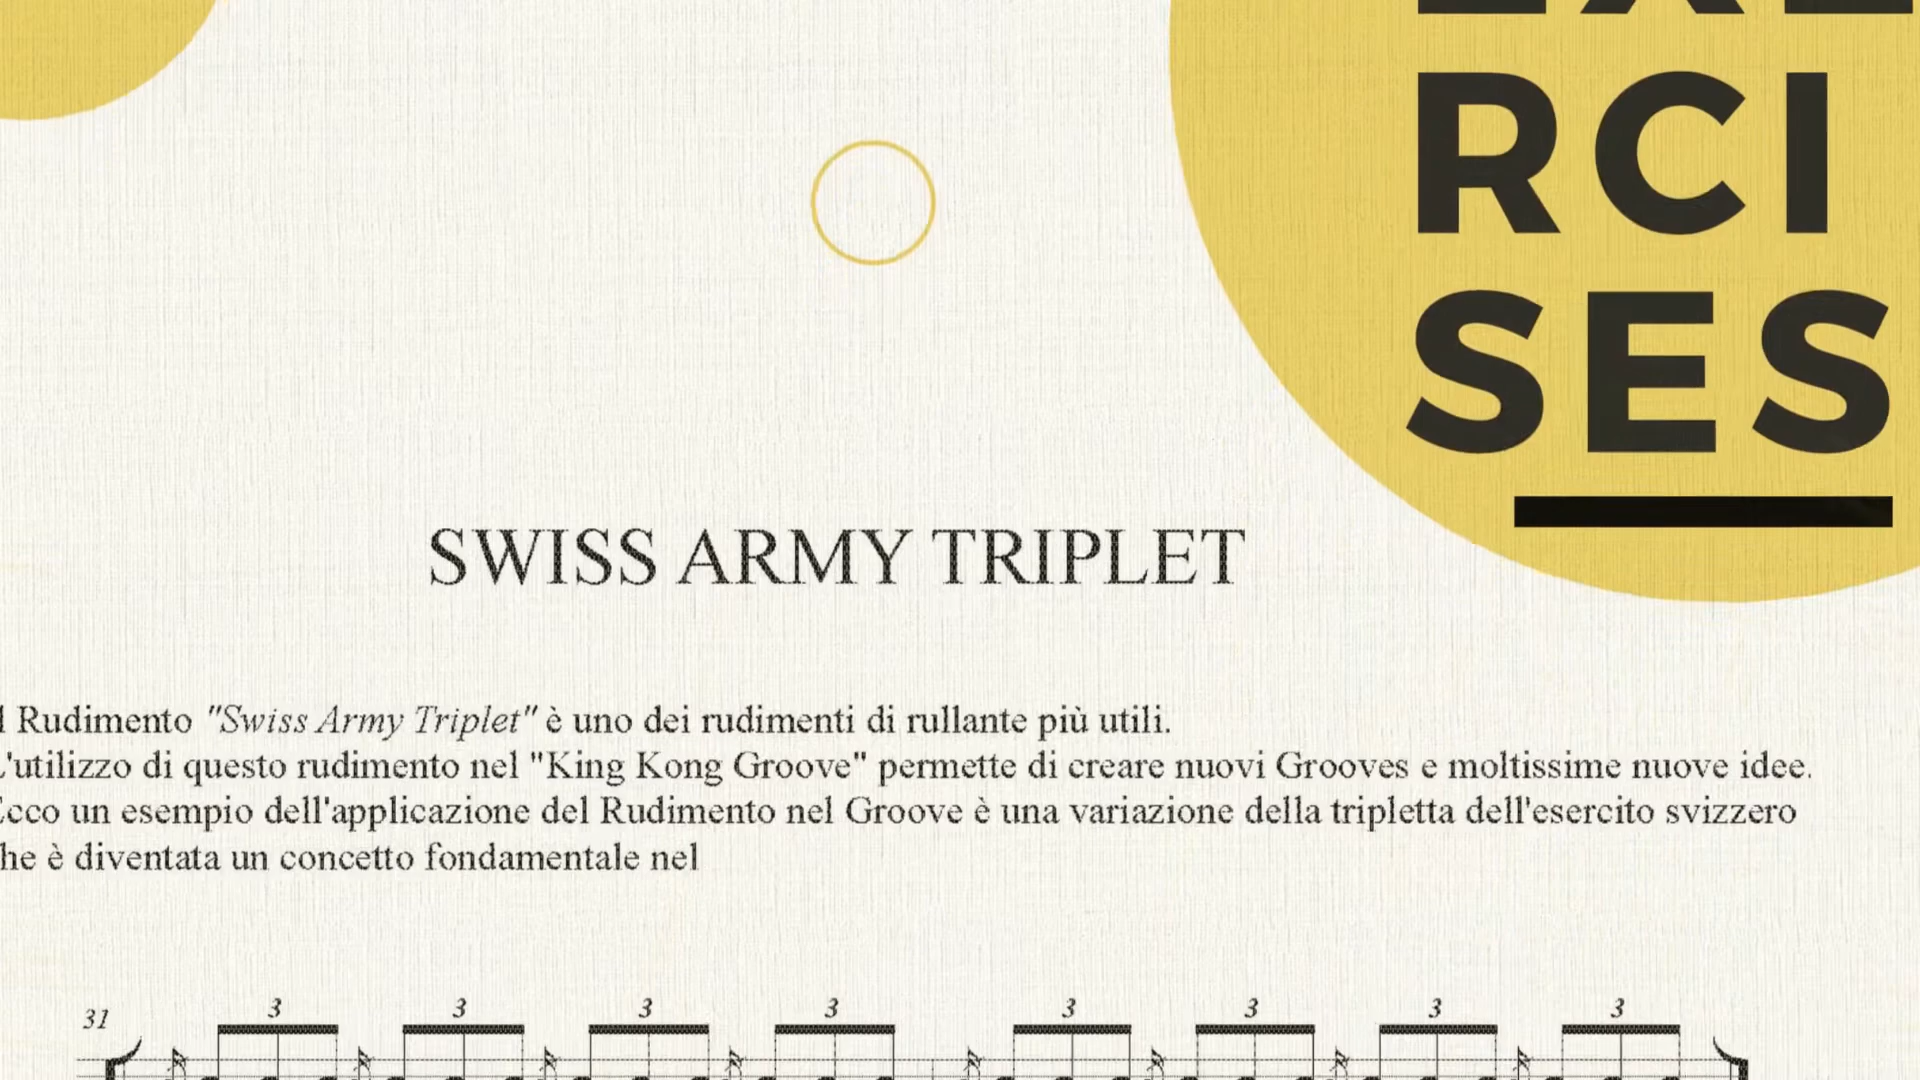 RCI
SES
SWISS ARMY TRIPLET
Rudimento "Swiss Army Triplet" è uno dei rudimenti di rullante più utili.
L'utilizzo di questo rudimento nel "King Kong Groove" permette di creare nuovi Grooves e moltissime nuove idee.
Ecco un esempio dell'applicazione del Rudimento nel Groove è una variazione della tripletta dell'esercito svizzero
he è diventata un concetto fondamentale nel
31 3 3 3 3 3 3 3 3